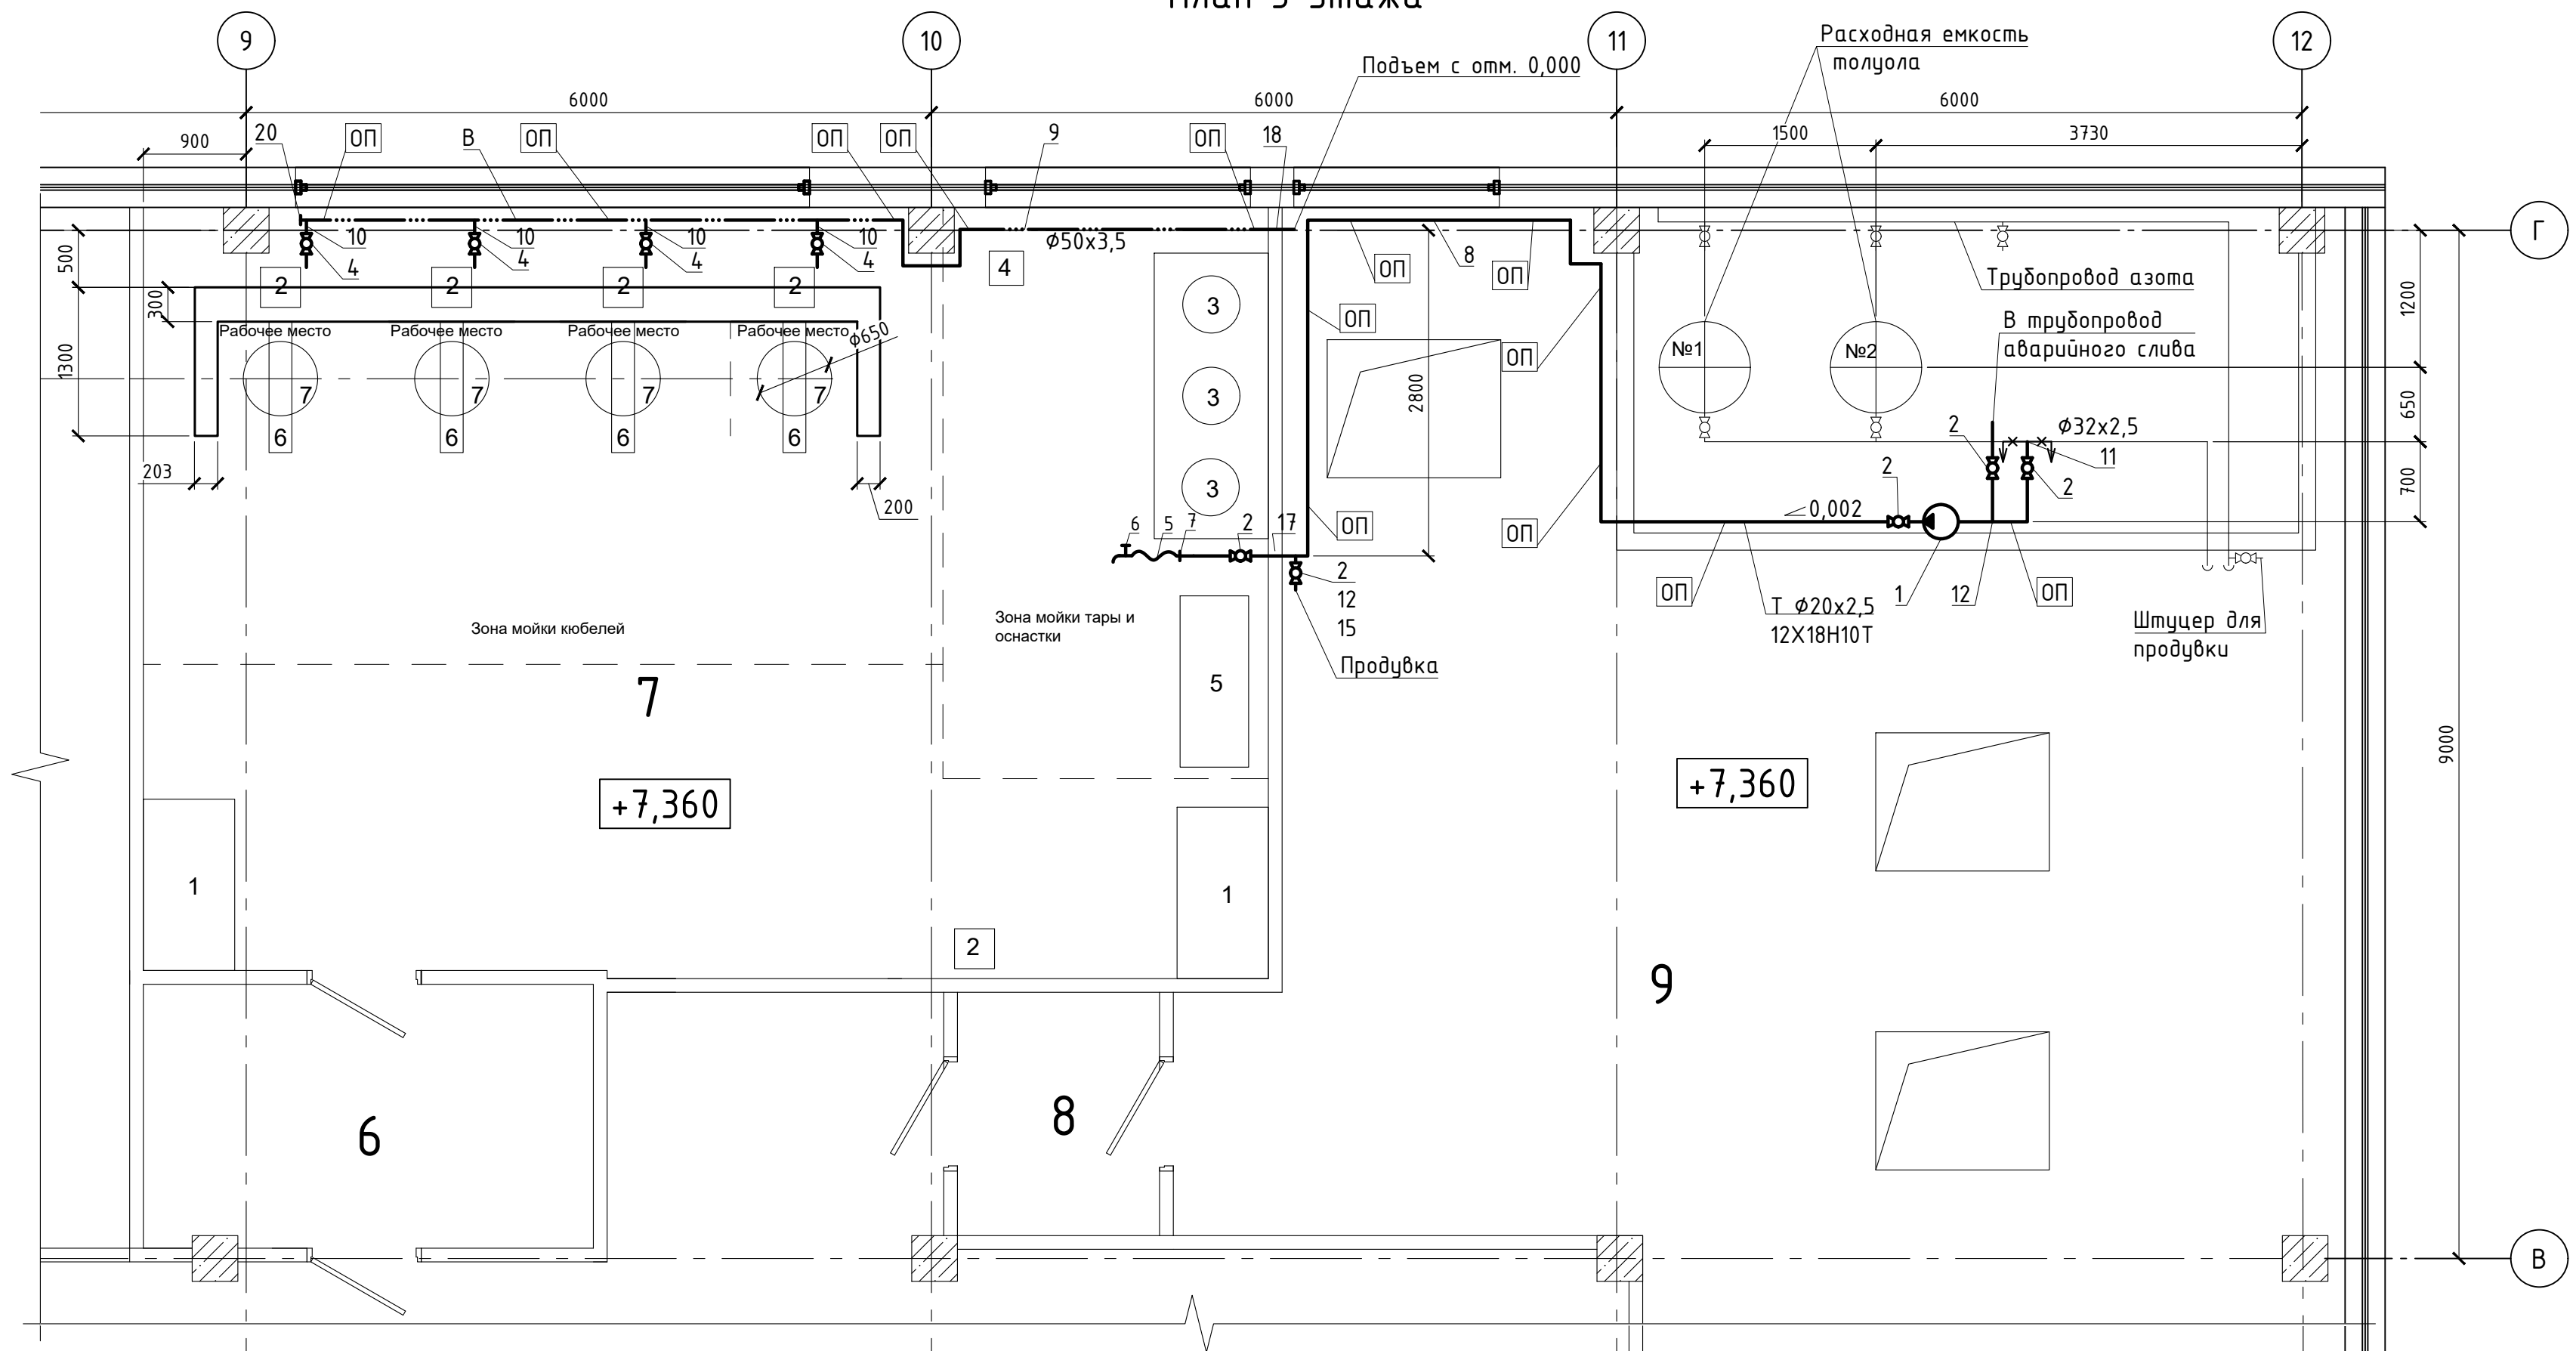 План 3 этажа
9
10
11
12
Расходная емкость
толуола
Подъем с отм. 0,000
6000
6000
6000
900
20
ОП
В
ОП
ОП
ОП
9
ОП
18
1500
3730
Г
500
300
1300
10
4
10
4
10
4
10
4
Ø50х3,5
4
ОП
8
ОП
Трубопровод азота
1200
2
2
2
2
Рабочее место
Рабочее место
Рабочее место
Рабочее место
Ø650
3
3
3
ОП
ОП
2800
№1
№2
В трубопровод
аварийного слива
650
7
7
7
7
6
6
6
6
203
200
2
Ø32х2,5
11
2
2
700
6
5
7
2
17
ОП
ОП
0,002
2
12
15
Продувка
ОП
Т Ø20х2,5
12Х18Н10Т
1
12
ОП
Штуцер для
продувки
Зона мойки кюбелей
Зона мойки тары и
оснастки
7
5
+7,360
+7,360
9000
1
1
2
9
6
8
В